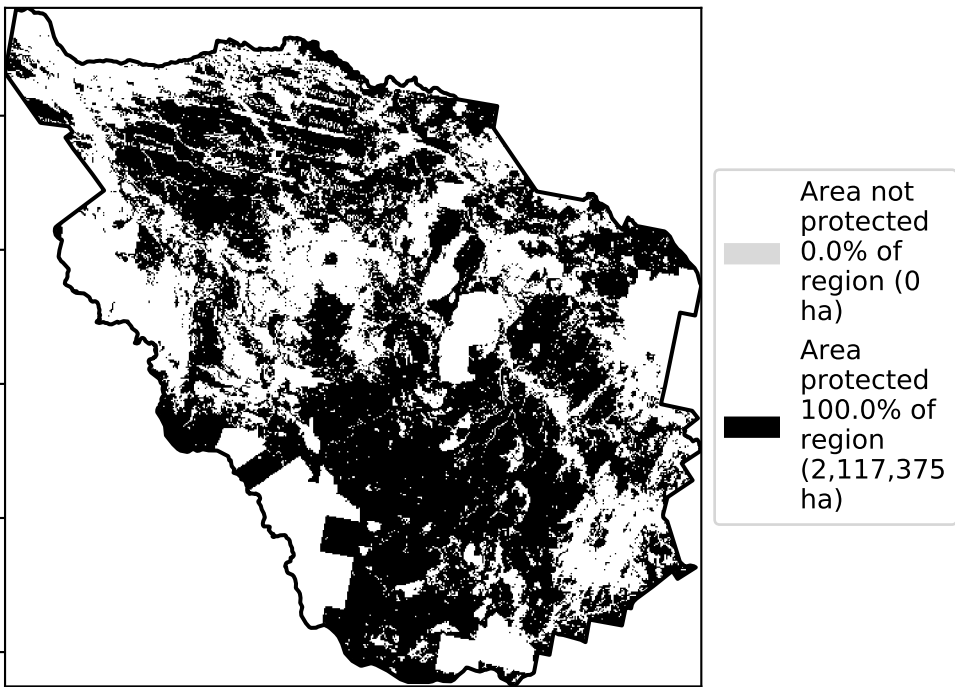 Area not
protected
0.0% of
region (0
ha)
Area
protected
100.0% of
region
(2,117,375
ha)